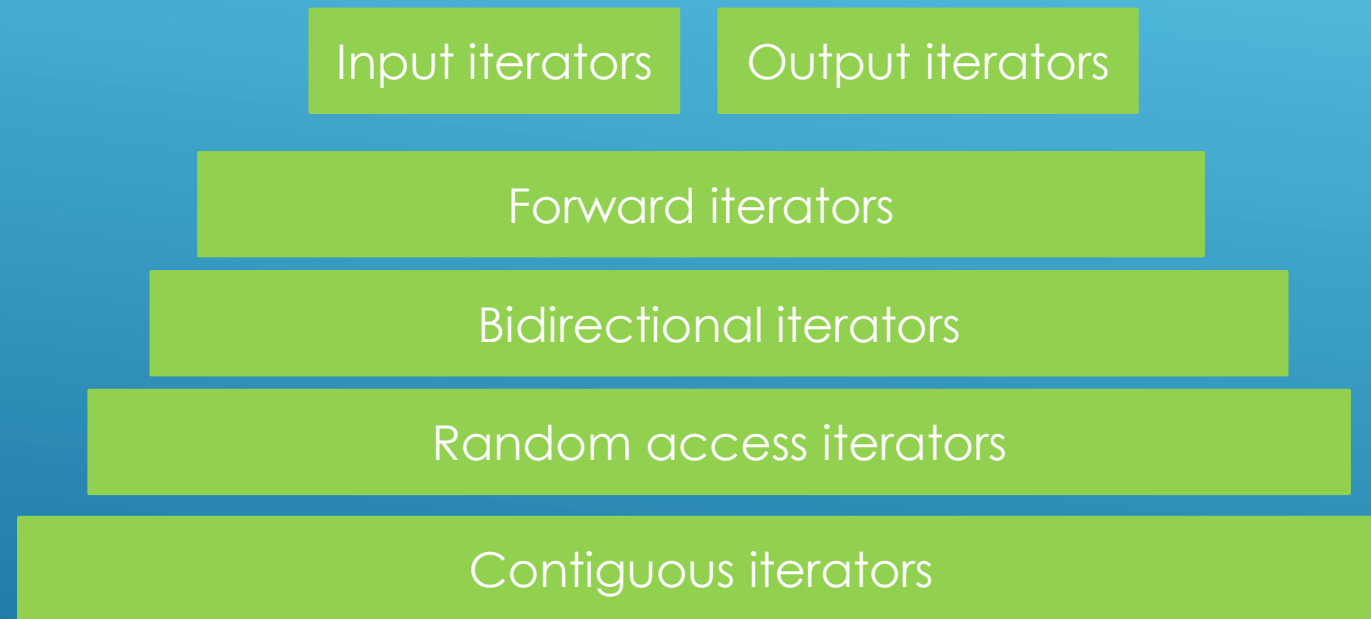 Input iterators
Output iterators
Forward iterators
Bidirectional iterators
Random access iterators
Contiguous iterators